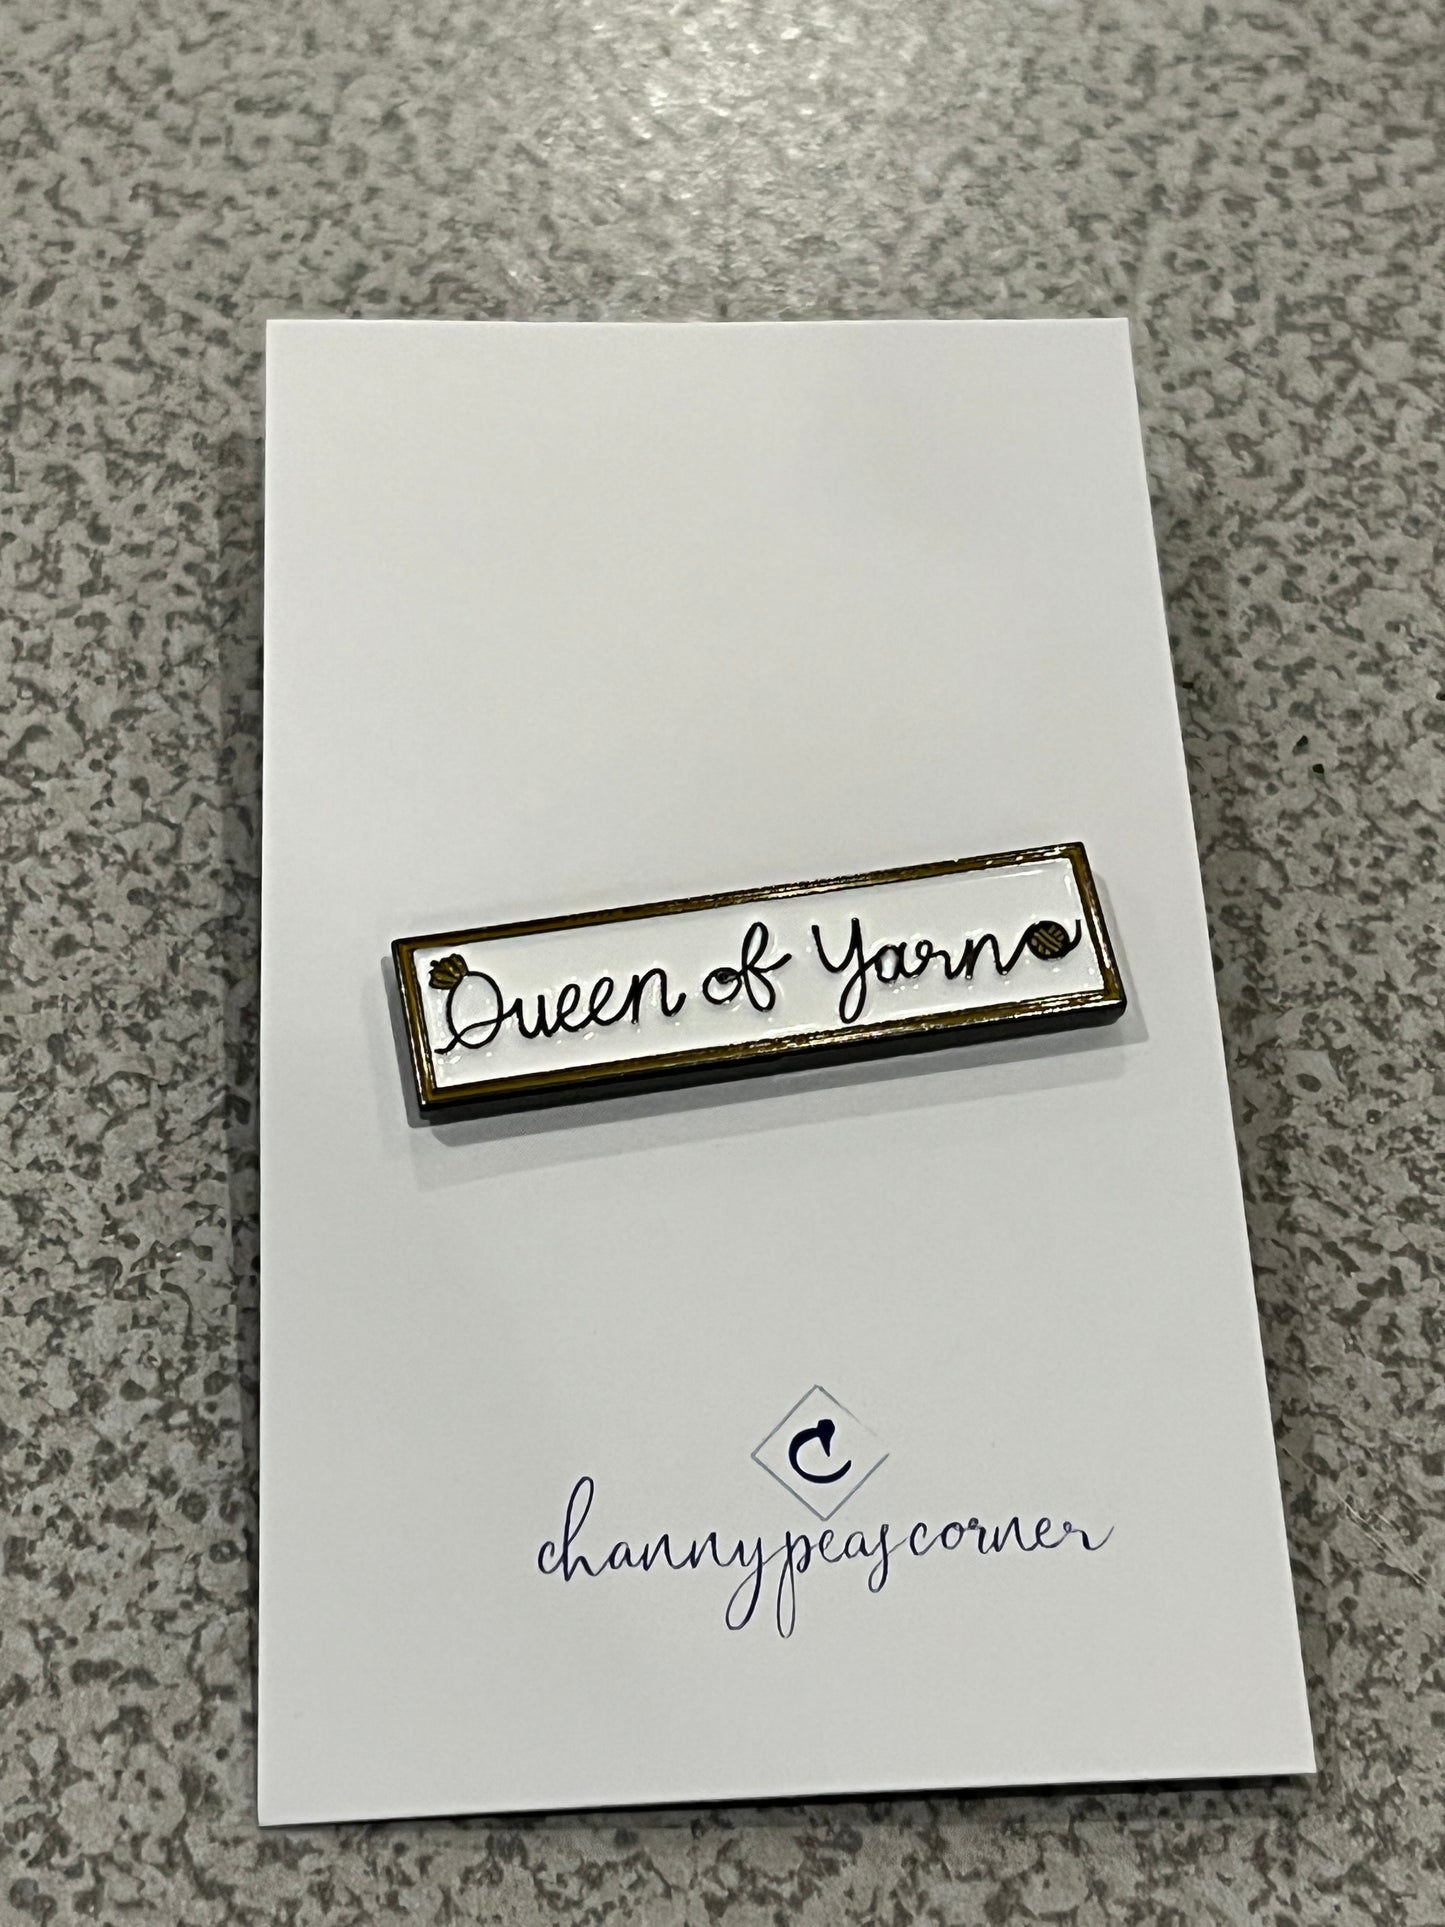 Queen of Yarn
C
channypeascorner